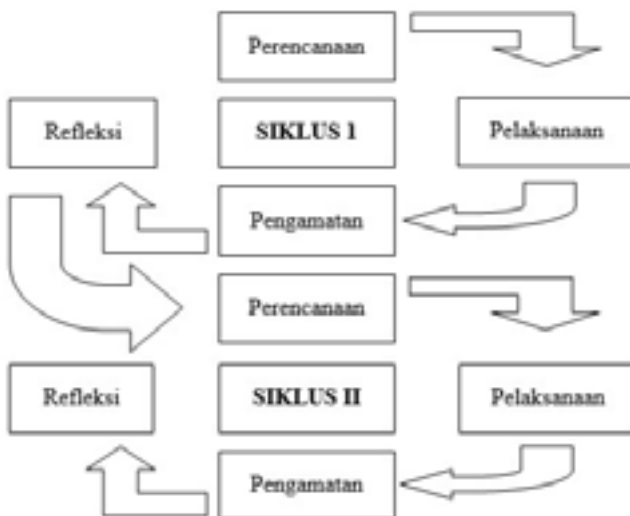 Perencanaan
Refleksi
SIKLUS 1
Pelaksanaan
Pengamatan
Perencanaan
Refleksi
SIKLUS II
Pelaksanaan
Pengamatan